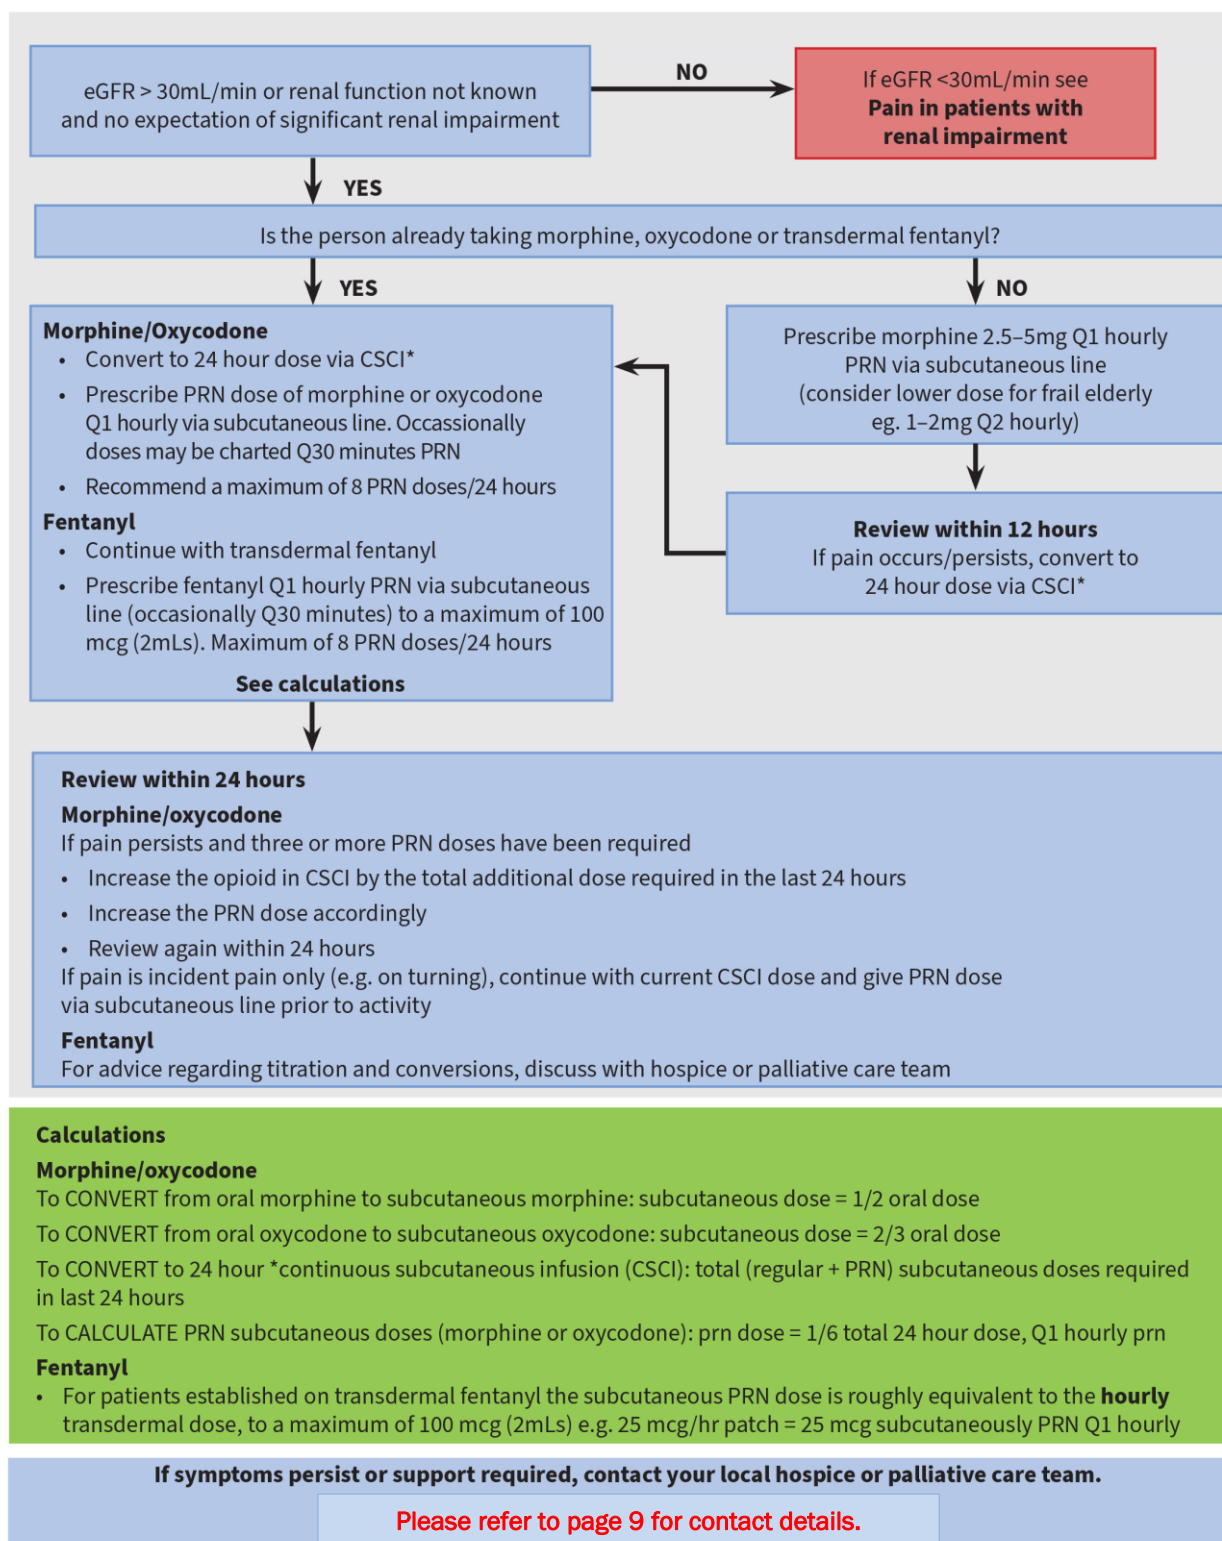 eGFR > 30mL/min or renal function not known
and no expectation of significant renal impairment
NO
If eGFR <30mL/min see
Pain in patients with
renal impairment
YES
Is the person already taking morphine, oxycodone or transdermal fentanyl?
YES
NO
Morphine/Oxycodone
• Convert to 24 hour dose via CSCI*
• Prescribe PRN dose of morphine or oxycodone
Q1 hourly via subcutaneous line. Occassionally
doses may be charted Q30 minutes PRN
• Recommend a maximum of 8 PRN doses/24 hours
Fentanyl
• Continue with transdermal fentanyl
• Prescribe fentanyl Q1 hourly PRN via subcutaneous
line (occasionally Q30 minutes) to a maximum of 100
mcg (2mLs). Maximum of 8 PRN doses/24 hours
See calculations
Prescribe morphine 2.5–5mg Q1 hourly
PRN via subcutaneous line
(consider lower dose for frail elderly
eg. 1–2mg Q2 hourly)
Review within 12 hours
If pain occurs/persists, convert to
24 hour dose via CSCI*
Review within 24 hours
Morphine/oxycodone
If pain persists and three or more PRN doses have been required
• Increase the opioid in CSCI by the total additional dose required in the last 24 hours
• Increase the PRN dose accordingly
• Review again within 24 hours
If pain is incident pain only (e.g. on turning), continue with current CSCI dose and give PRN dose
via subcutaneous line prior to activity
Fentanyl
For advice regarding titration and conversions, discuss with hospice or palliative care team
Calculations
Morphine/oxycodone
To CONVERT from oral morphine to subcutaneous morphine: subcutaneous dose = 1/2 oral dose
To CONVERT from oral oxycodone to subcutaneous oxycodone: subcutaneous dose = 2/3 oral dose
To CONVERT to 24 hour *continuous subcutaneous infusion (CSCI): total (regular + PRN) subcutaneous doses required
in last 24 hours
To CALCULATE PRN subcutaneous doses (morphine or oxycodone): prn dose = 1/6 total 24 hour dose, Q1 hourly prn
Fentanyl
• For patients established on transdermal fentanyl the subcutaneous PRN dose is roughly equivalent to the hourly
transdermal dose, to a maximum of 100 mcg (2mLs) e.g. 25 mcg/hr patch = 25 mcg subcutaneously PRN Q1 hourly
If symptoms persist or support required, contact your local hospice or palliative care team.
Please refer to page 9 for contact details.